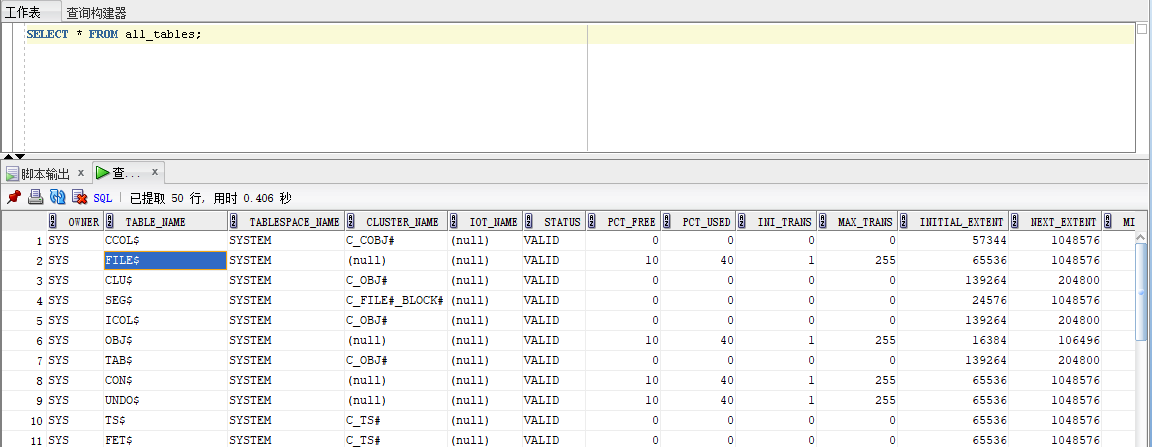 工作表 查询构建器
SELECT * FROM all_tables;
脚本输出 x 查... x
SQL 已提取 50 行, 用时 0.406 秒
OWNER TABLE_NAME TABLESPACE_NAME CLUSTER_NAME IOT_NAME STATUS PCT_FREE PCT_USED INI_TRANS MAX_TRANS INITIAL_EXTENT NEXT_EXTENT MI
1 SYS CCOL$ SYSTEM C_COBJ# (null) VALID 0 0 0 0 57344 1048576
2 SYS FILE$ SYSTEM (null) (null) VALID 10 40 1 255 65536 1048576
3 SYS CLU$ SYSTEM C_OBJ# (null) VALID 0 0 0 0 139264 204800
4 SYS SEG$ SYSTEM C_FILE#_BLOCK# (null) VALID 0 0 0 0 24576 1048576
5 SYS ICOL$ SYSTEM C_OBJ# (null) VALID 0 0 0 0 139264 204800
6 SYS OBJ$ SYSTEM (null) (null) VALID 10 40 1 255 16384 106496
7 SYS TAB$ SYSTEM C_OBJ# (null) VALID 0 0 0 0 139264 204800
8 SYS CON$ SYSTEM (null) (null) VALID 10 40 1 255 65536 1048576
9 SYS UNDO$ SYSTEM (null) (null) VALID 10 40 1 255 65536 1048576
10 SYS TS$ SYSTEM C_TS# (null) VALID 0 0 0 0 65536 1048576
11 SYS FET$ SYSTEM C_TS# (null) VALID 0 0 0 0 65536 1048576